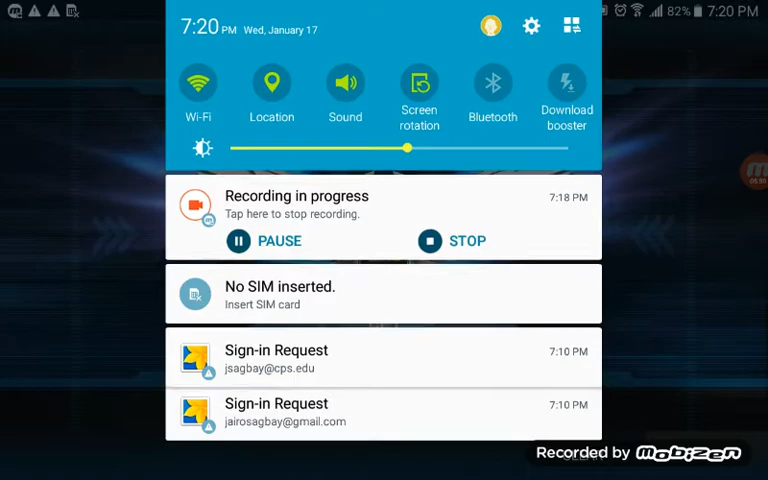 82% 7:20 PM
7:20 PM Wed, January 17
Wi-Fi Location Sound Screen rotation Bluetooth Download booster
Recording in progress 7:18 PM
Tap here to stop recording.
PAUSE STOP
No SIM inserted.
Insert SIM card
Sign-in Request 7:10 PM
jsagbay@cps.edu
Sign-in Request 7:10 PM
jairosagbay@gmail.com
Recorded by Mobizen